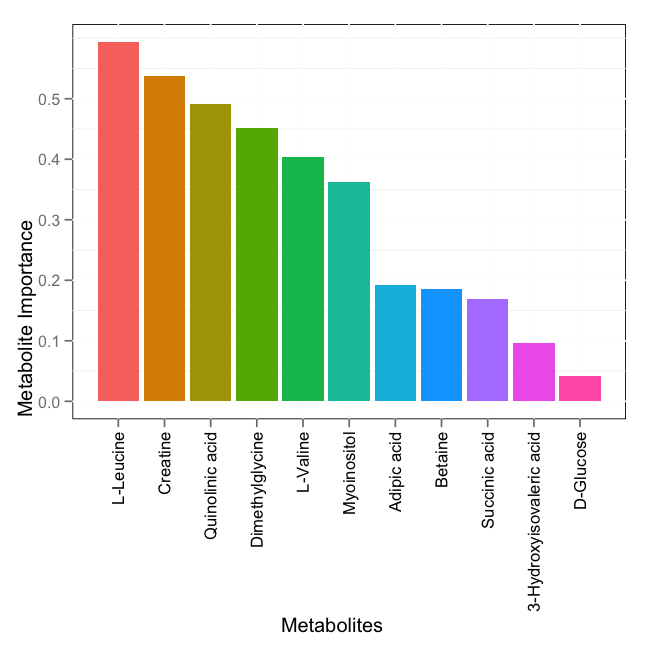 Metabolite Importance
0.5
0.4
0.3
0.2
0.1
0.0
L-Leucine
Creatine
Quinolinic acid
Dimethylglycine
L-Valine
Myoinositol
Adipic acid
Betaine
Succinic acid
3-Hydroxyisovaleric acid
D-Glucose
Metabolites